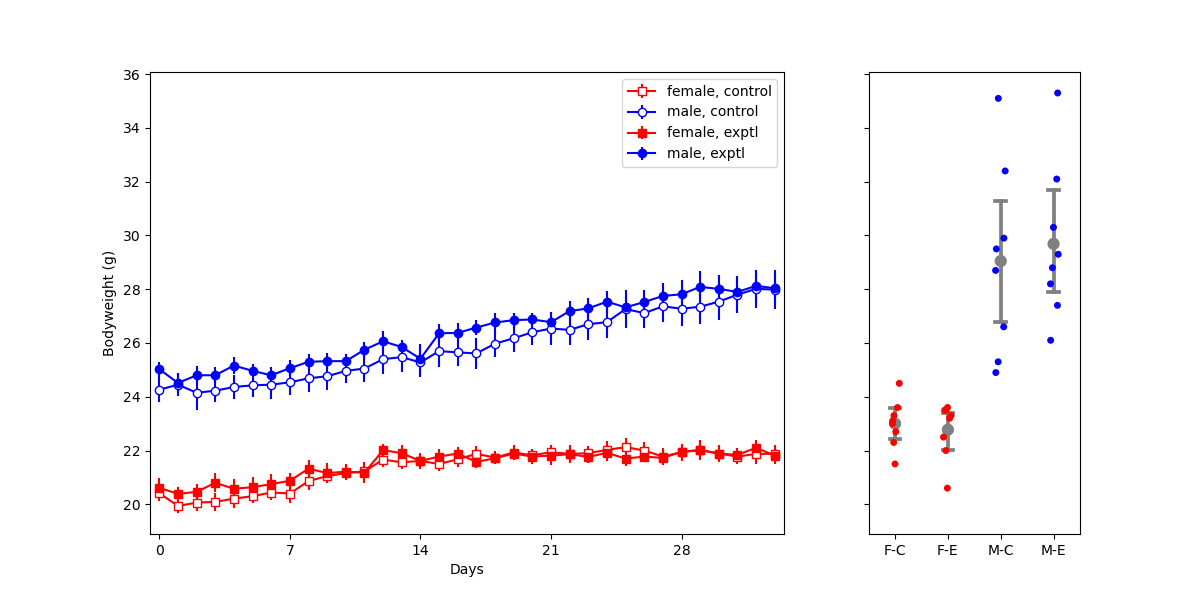 36
34
32
30
28
26
24
22
20
Bodyweight (g)
female, control
male, control
female, exptl
male, exptl
0 7 14 21 28
Days
F-C F-E M-C M-E